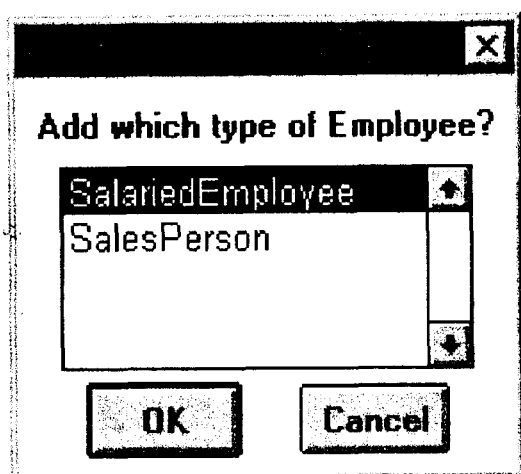 Add which type of Employee?
SalariedEmployee
SalesPerson
OK
Cancel